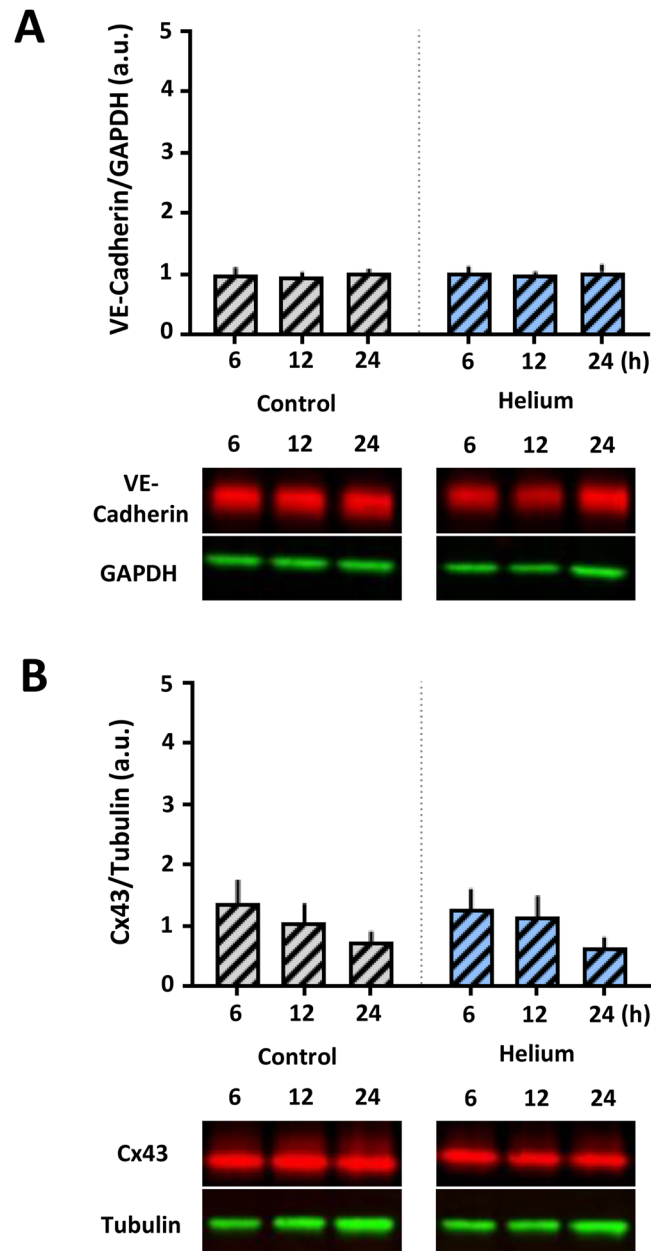 A
VE-Cadherin/GAPDH (a.u.)
5
4
3
2
1
0
6 12 24 6 12 24 (h)
Control Helium
6 12 24 6 12 24
VE-
Cadherin
GAPDH
B
Cx43/Tubulin (a.u.)
5
4
3
2
1
0
6 12 24 6 12 24 (h)
Control Helium
6 12 24 6 12 24
Cx43
Tubulin